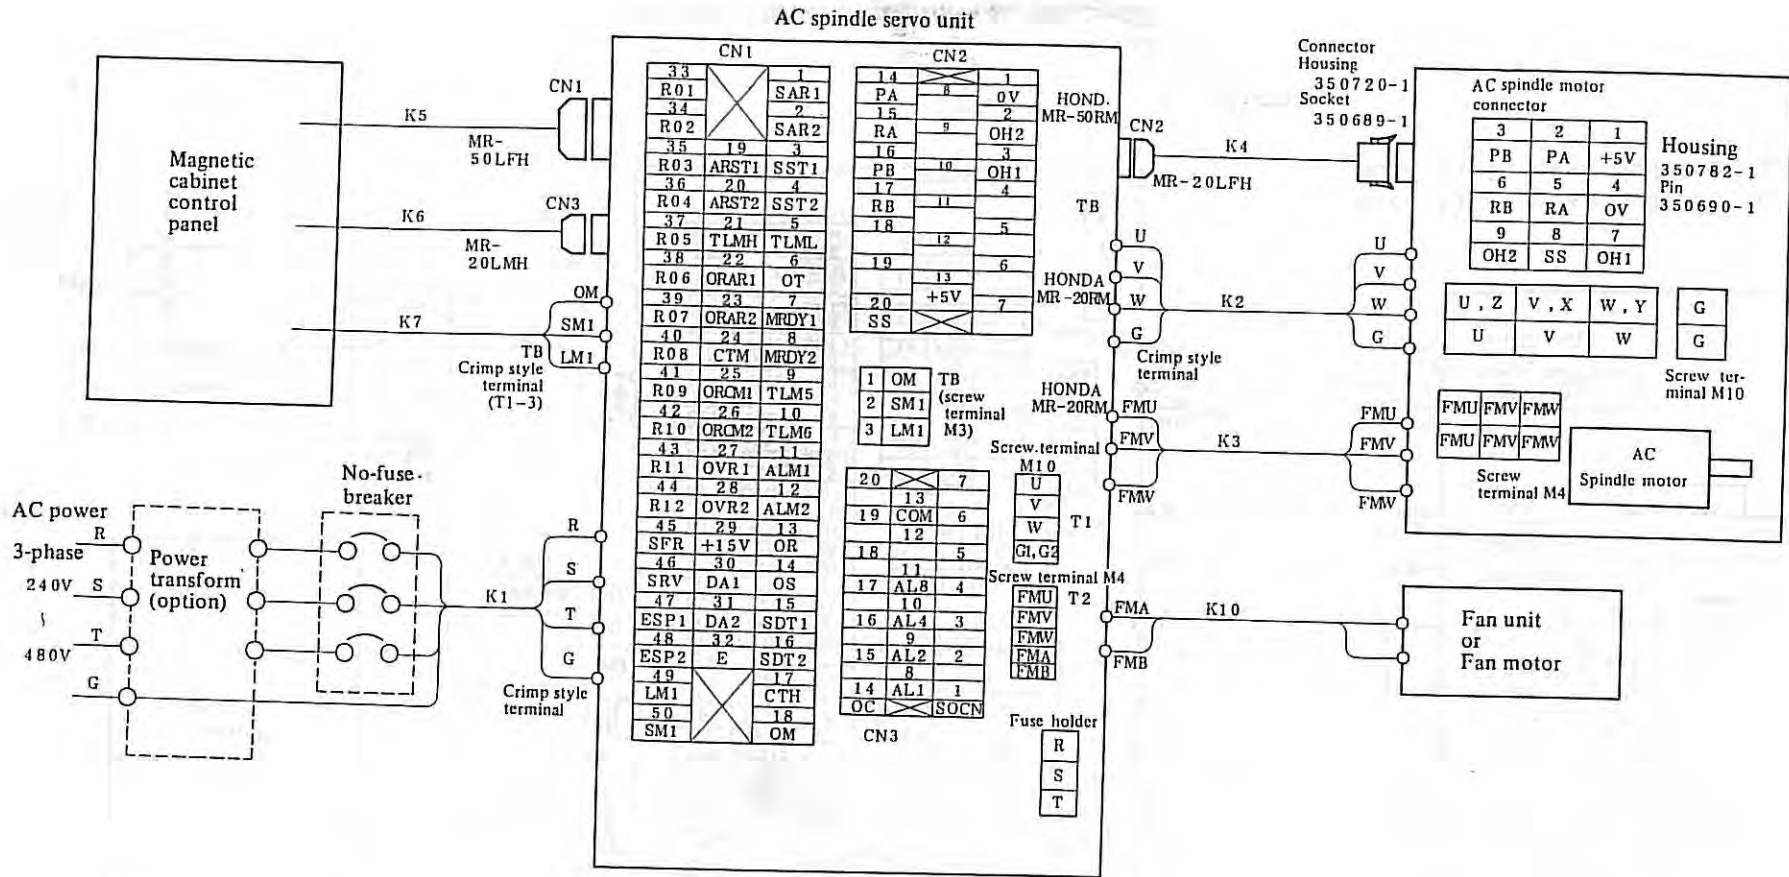 AC spindle servo unit
Magnetic
cabinet
control
panel
K5
CN1
MR-
50LFH
K6
CN3
MR-
20LMH
K7
OM
SM1
LM1
TB
Crimp style
terminal
(T1-3)
AC power
3-phase
240V
480V
R
S
T
G
Power
transform
(option)
No-fuse
breaker
K1
R
S
T
G
Crimp style
terminal
CN1
33 1
R01 SAR1
34 2
R02 SAR2
35 19 3
R03 ARST1 SST1
36 20 4
R04 ARST2 SST2
37 21 5
R05 TLMH TLML
38 22 6
R06 ORAR1 OT
39 23 7
R07 ORAR2 MRDY1
40 24 8
R08 CTM MRDY2
41 25 9
R09 ORCM1 TLM5
42 26 10
R10 ORCM2 TLM6
43 27 11
R11 OVR1 ALM1
44 28 12
R12 OVR2 ALM2
45 29 13
SFR +15V OR
46 30 14
SRV DA1 OS
47 31 15
ESP1 DA2 SDT1
48 32 16
ESP2 E SDT2
49 17
LM1 CTH
50 18
SM1 OM
CN2
14 1
PA 8 0V
15 2
RA 9 OH2
16 3
PB 10 OH1
17 4
RB 11
18 5
12
19 6
13
20 +5V 7
SS
1 OM
2 SM1
3 LM1
TB
(screw
terminal
M3)
20 7
13
19 COM 6
12
18 5
11
17 AL8 4
10
16 AL4 3
9
15 AL2 2
8
14 AL1 1
OC SOCN
CN3
HOND.
MR-50RM
TB
HONDA
MR-20RM
HONDA
MR-20RM
Screw.terminal
M10
U
V
W
G1,G2
T1
Screw terminal M4
FMU
FMV
FMW
FMA
FMB
T2
Fuse holder
R
S
T
CN2
MR-20LFH
K4
Connector
Housing
350720-1
Socket
350689-1
U
V
W
G
Crimp style
terminal
K2
U
V
W
G
FMU
FMV
FMW
K3
FMU
FMV
FMW
FMA
FMB
K10
AC spindle motor
connector
3 2 1
PB PA +5V
6 5 4
RB RA OV
9 8 7
OH2 SS OH1
Housing
350782-1
Pin
350690-1
U,Z V,X W,Y
U V W
G
G
Screw ter-
minal M10
FMU FMV FMW
FMU FMV FMW
Screw
terminal M4
AC
Spindle motor
Fan unit
or
Fan motor